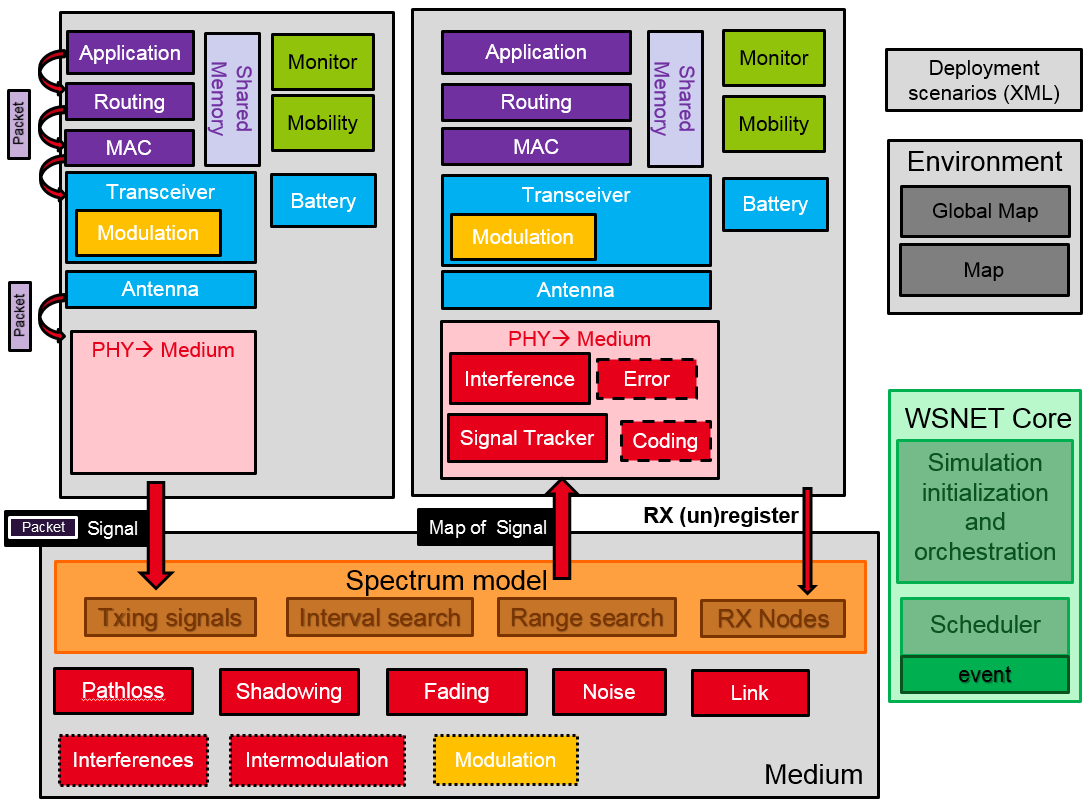 Application
Routing
MAC
Shared
Memory
Monitor
Mobility
Transceiver
Modulation
Battery
Antenna
PHY→ Medium
Packet
Packet
Application
Routing
MAC
Shared
Memory
Monitor
Mobility
Transceiver
Modulation
Battery
Antenna
PHY→ Medium
Interference
Error
Signal Tracker
Coding
Deployment
scenarios (XML)
Environment
Global Map
Map
WSNET Core
Simulation
initialization
and
orchestration
Scheduler
event
Packet
Signal
Map of Signal
RX (un)register
Spectrum model
Txing signals
Interval search
Range search
RX Nodes
Pathloss
Shadowing
Fading
Noise
Link
Interferences
Intermodulation
Modulation
Medium